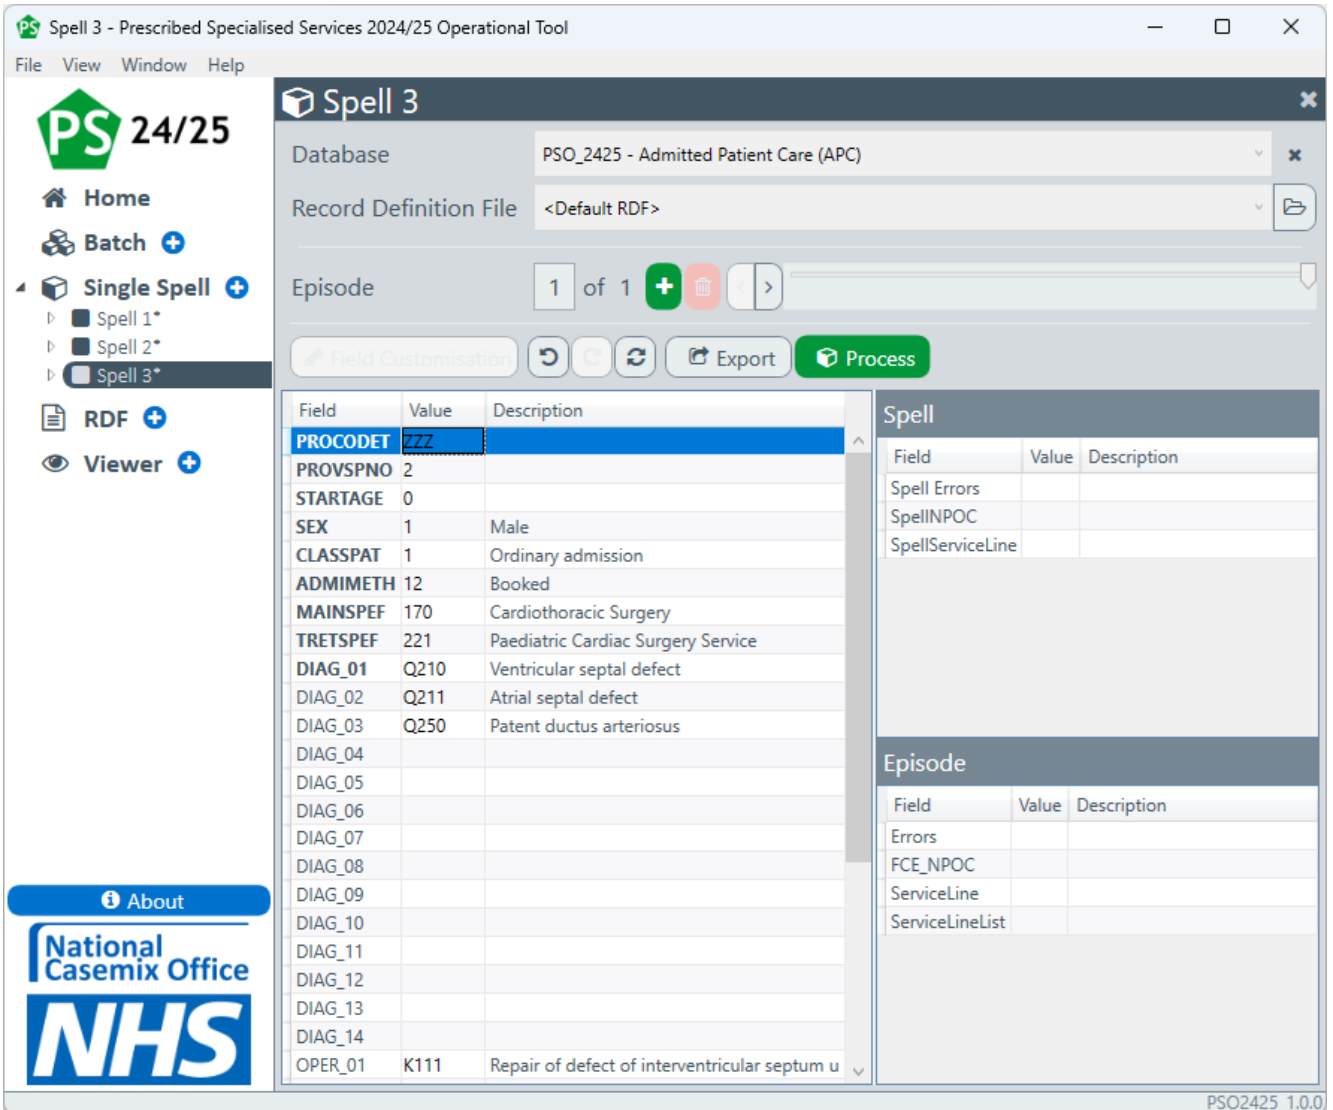 PS Spell 3 - Prescribed Specialised Services 2024/25 Operational Tool
File View Window Help
PS 24/25
Home
Batch
Single Spell
Spell 1*
Spell 2*
Spell 3*
RDF
Viewer
About
National
Casemix Office
NHS
Spell 3
Database PSO_2425 - Admitted Patient Care (APC)
Record Definition File <Default RDF>
Episode 1 of 1
Field Customisation Export Process
Field Value Description
PROCODET ZZZ
PROVSPNO 2
STARTAGE 0
SEX 1 Male
CLASSPAT 1 Ordinary admission
ADMIMETH 12 Booked
MAINSPEF 170 Cardiothoracic Surgery
TRETSPEF 221 Paediatric Cardiac Surgery Service
DIAG_01 Q210 Ventricular septal defect
DIAG_02 Q211 Atrial septal defect
DIAG_03 Q250 Patent ductus arteriosus
DIAG_04
DIAG_05
DIAG_06
DIAG_07
DIAG_08
DIAG_09
DIAG_10
DIAG_11
DIAG_12
DIAG_13
DIAG_14
OPER_01 K111 Repair of defect of interventricular septum u
Spell
Field Value Description
Spell Errors
SpellNPOC
SpellServiceLine
Episode
Field Value Description
Errors
FCE_NPOC
ServiceLine
ServiceLineList
PSO2425 1.0.0